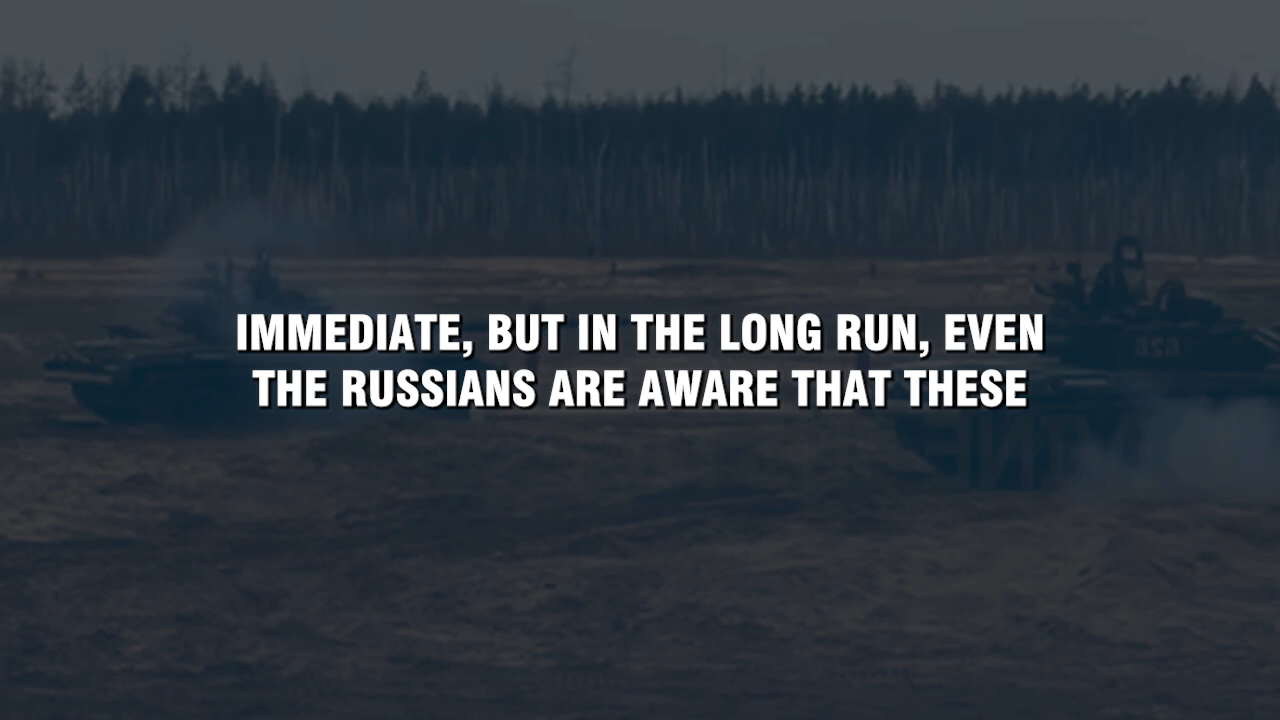 IMMEDIATE, BUT IN THE LONG RUN, EVEN
THE RUSSIANS ARE AWARE THAT THESE